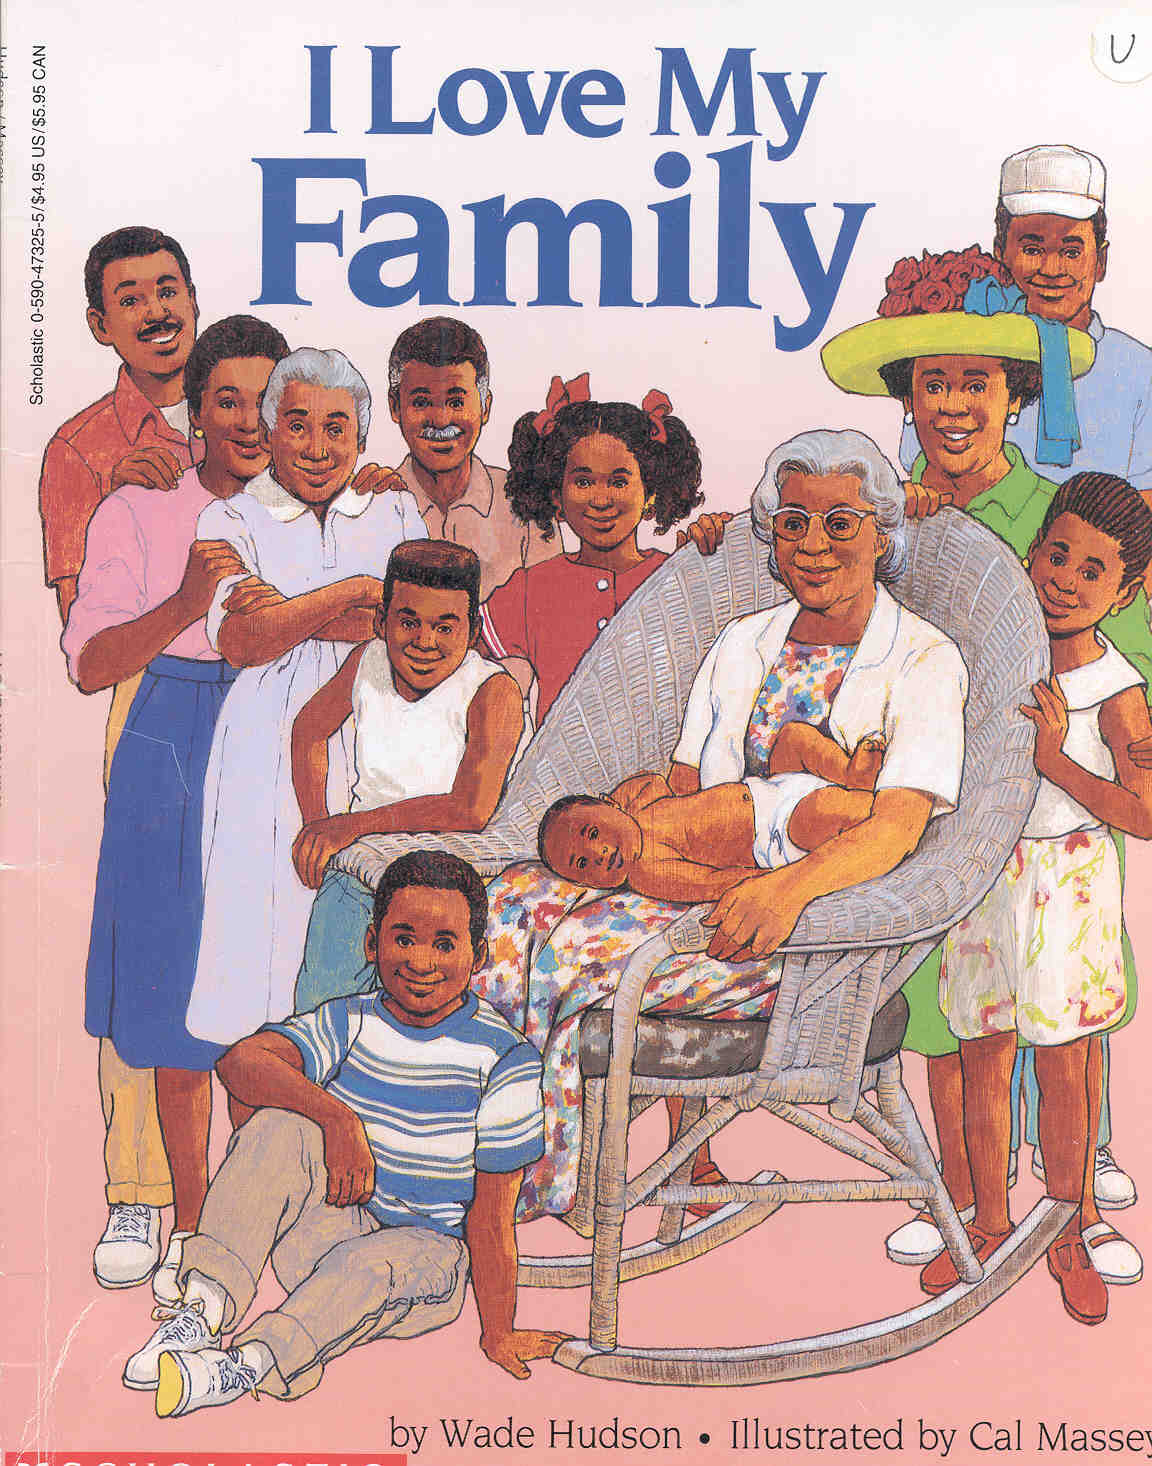 I Love My
Family
U
Scholastic 0-590-47325-5/$4.95 US/$5.95 CAN
by Wade Hudson • Illustrated by Cal Massey
SCHOLASTIC